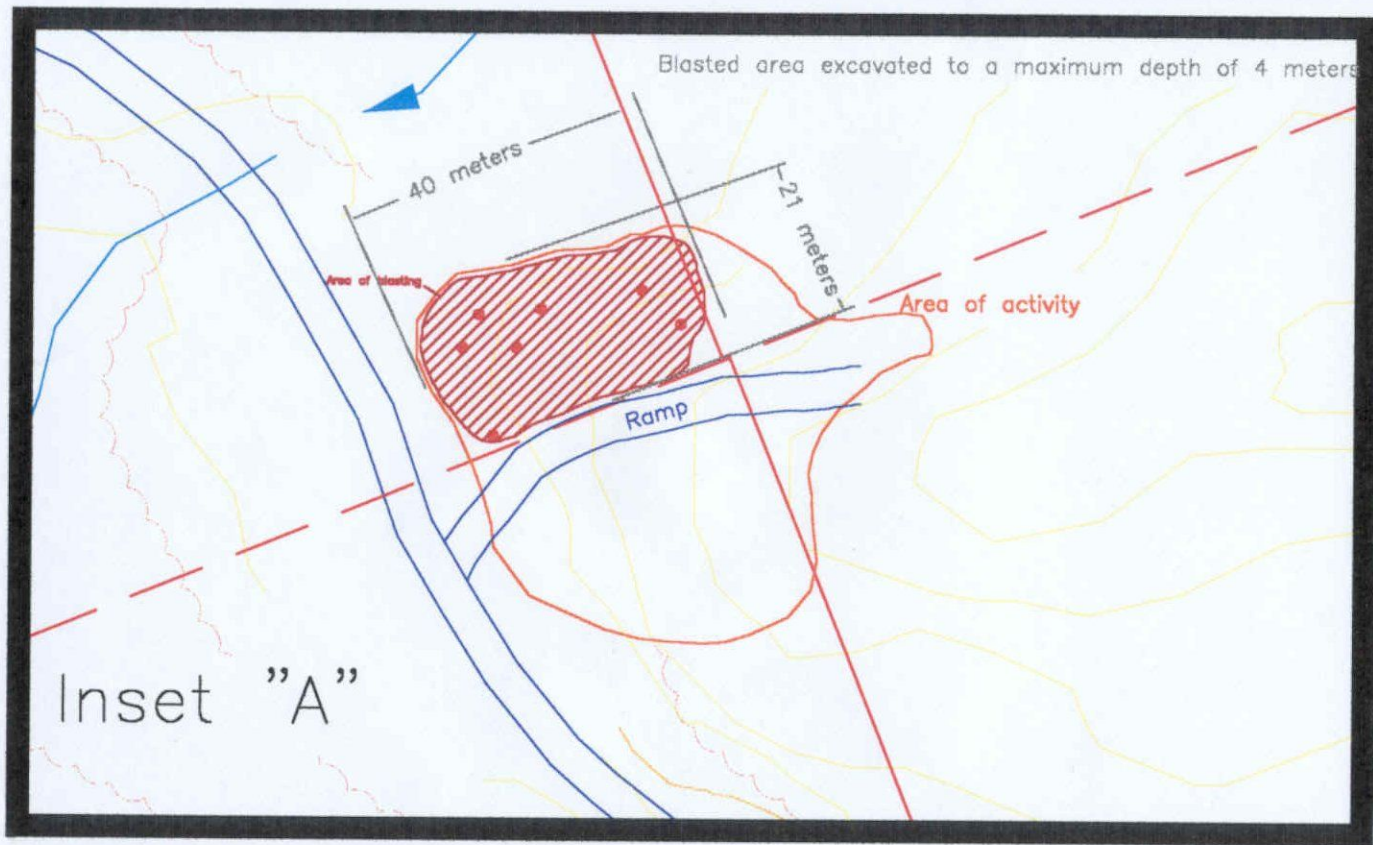 Blasted area excavated to a maximum depth of 4 meters
40 meters
21 meters
Area of blasting
Area of activity
Ramp
Inset "A"